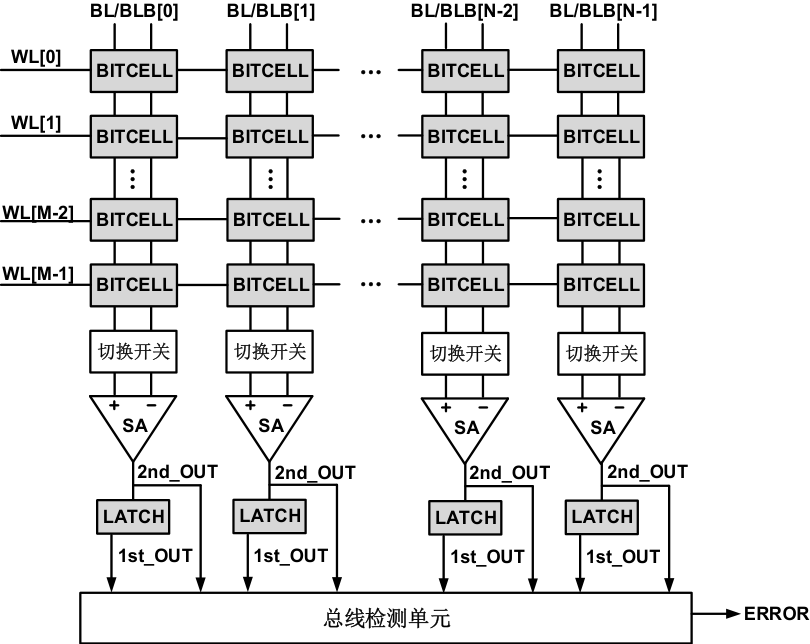 BL/BLB[0] BL/BLB[1] BL/BLB[N-2] BL/BLB[N-1]
WL[0] BITCELL BITCELL ... BITCELL BITCELL
WL[1] BITCELL BITCELL ... BITCELL BITCELL
WL[M-2] BITCELL BITCELL ... BITCELL BITCELL
WL[M-1] BITCELL BITCELL ... BITCELL BITCELL
切换开关 切换开关 切换开关 切换开关
+ − + − + − + −
SA SA SA SA
2nd_OUT 2nd_OUT 2nd_OUT 2nd_OUT
LATCH LATCH LATCH LATCH
1st_OUT 1st_OUT 1st_OUT 1st_OUT
总线检测单元 ERROR